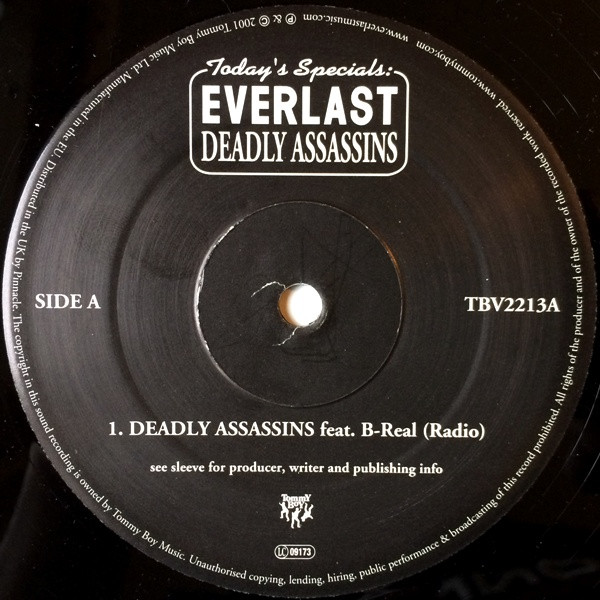 Today's Specials:
EVERLAST
DEADLY ASSASSINS
SIDE A
TBV2213A
1. DEADLY ASSASSINS feat. B-Real (Radio)
see sleeve for producer, writer and publishing info
Tommy Boy
LC 09173
℗ & © 2001 Tommy Boy Music Ltd. Manufactured in the EU. Distributed in the UK by Pinnacle. The copyright in this sound recording is owned by Tommy Boy Music. Unauthorised copying, lending, hiring, public performance & broadcasting of this record prohibited. All rights of the producer and of the owner of the recorded work reserved. www.tommyboy.com www.everlastmusic.com